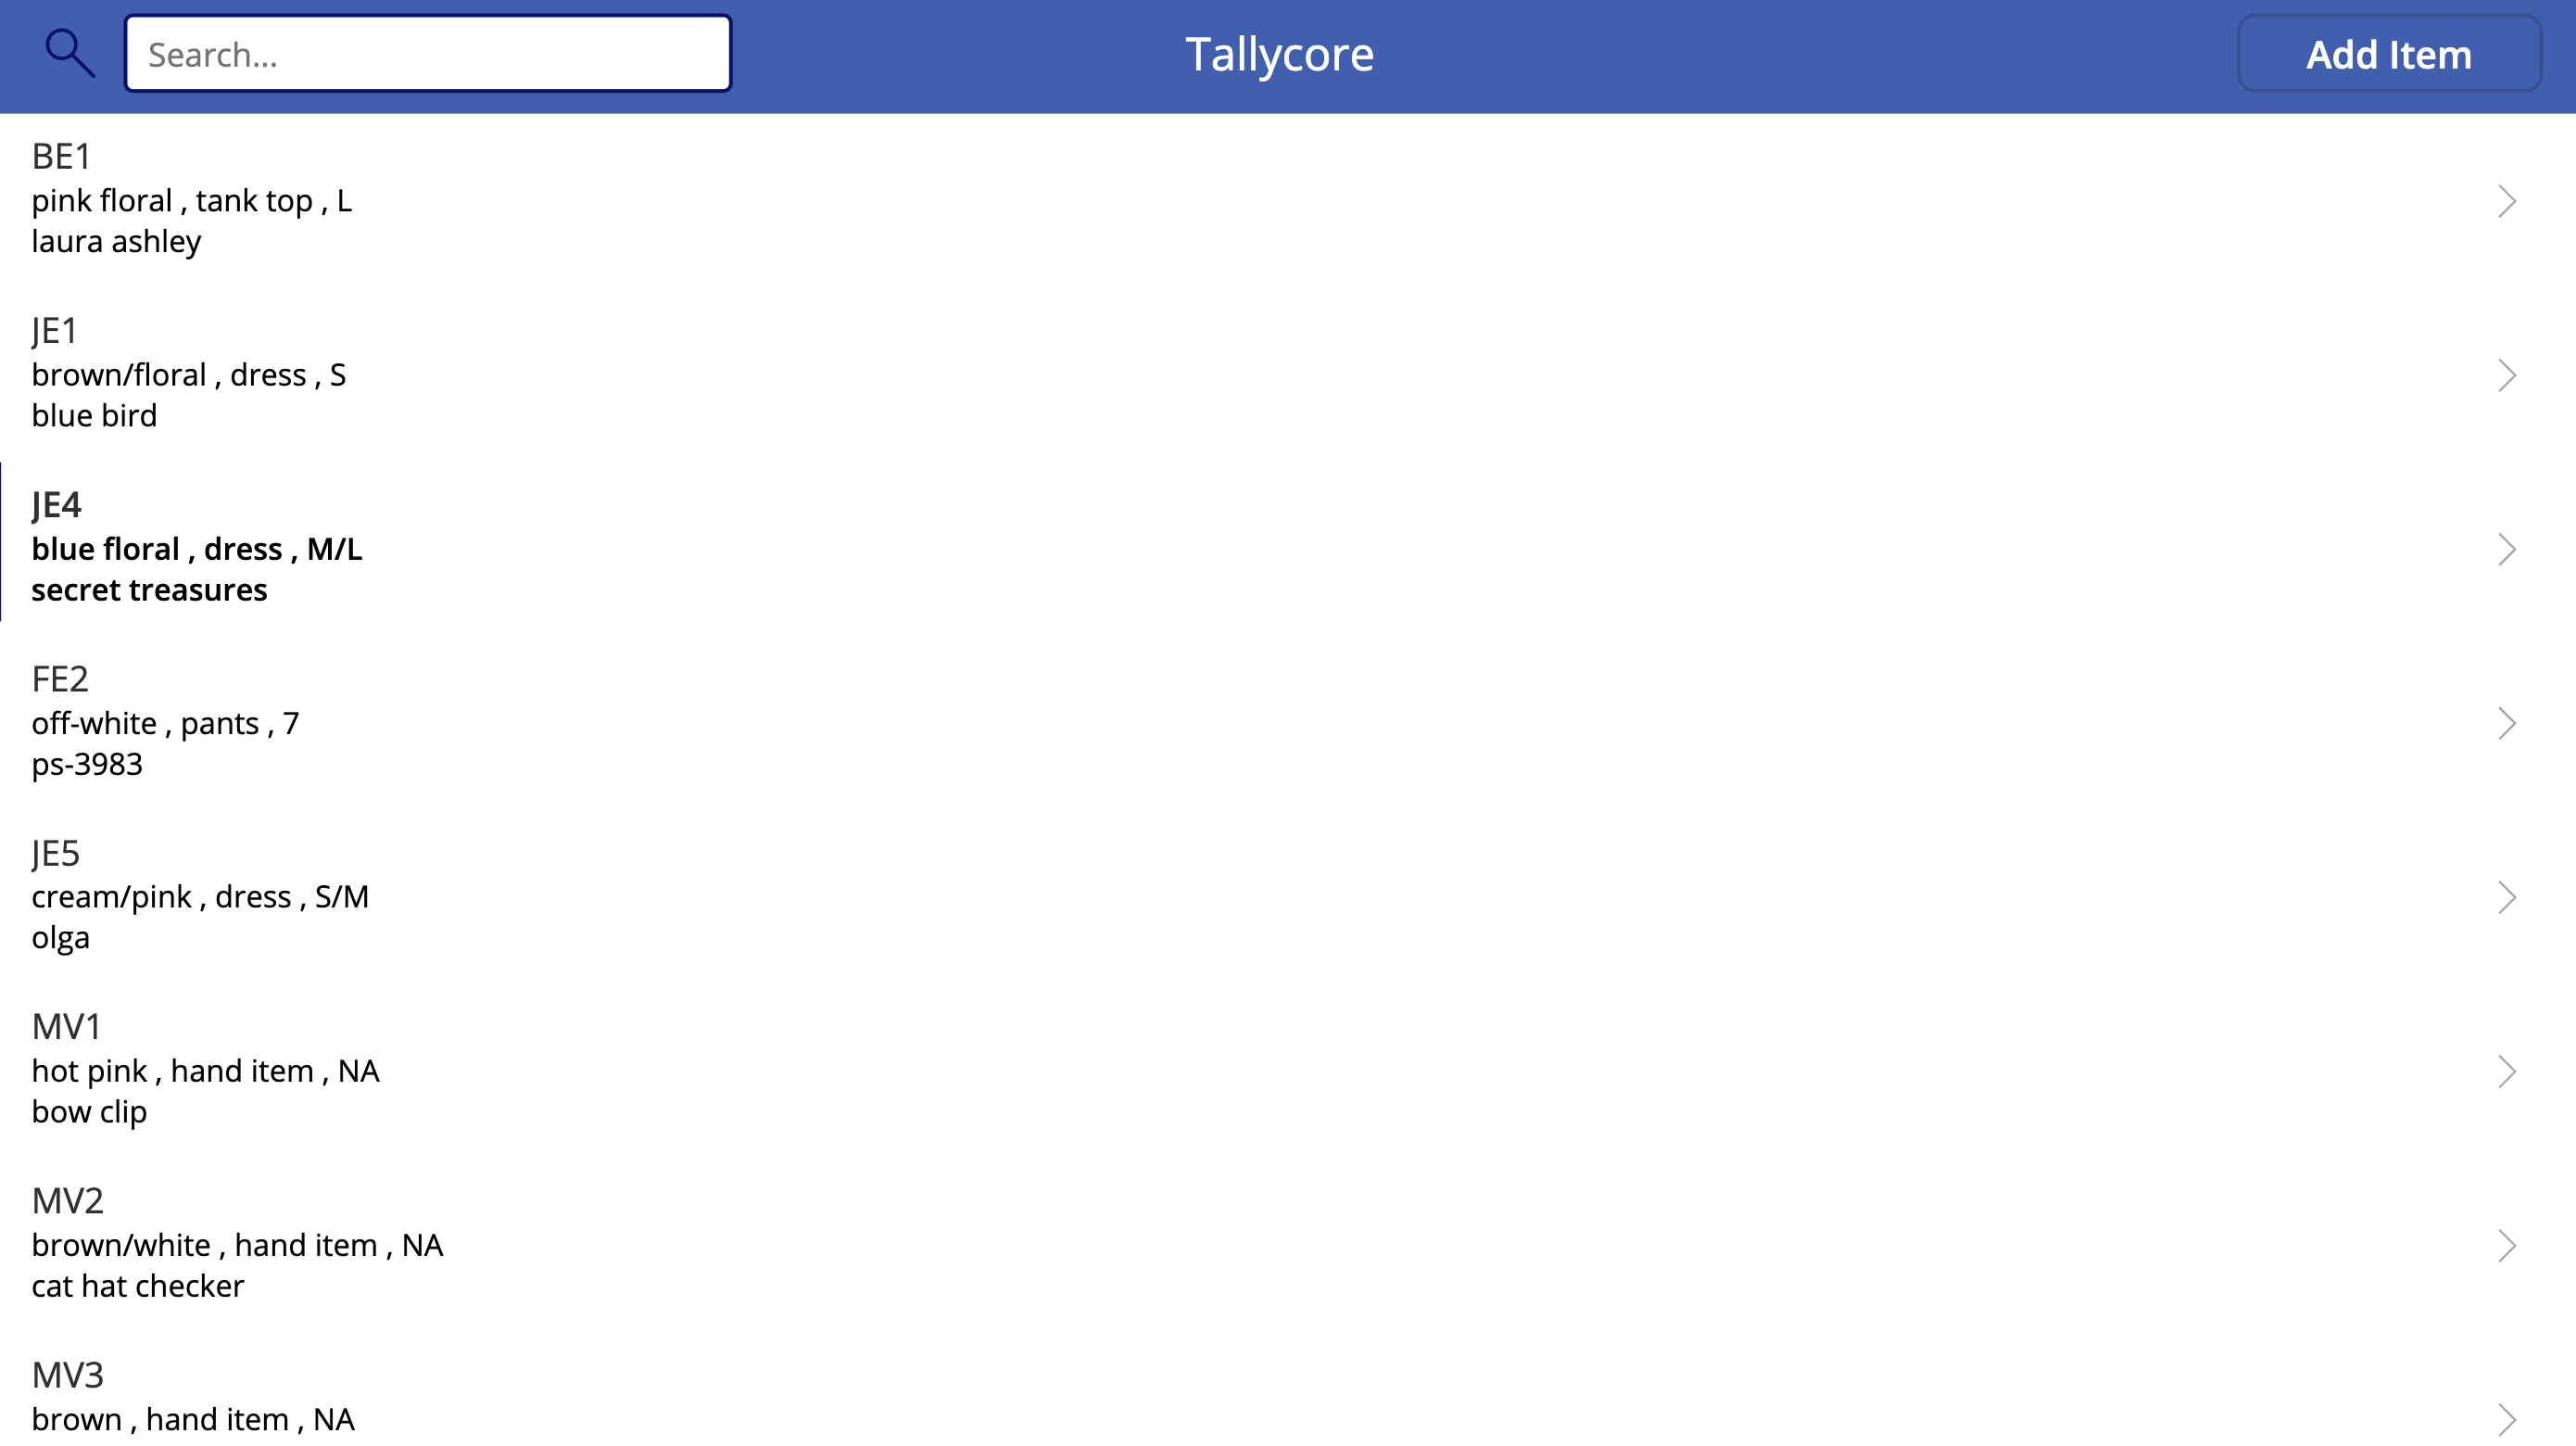 Search...
Tallycore
Add Item
BE1
pink floral , tank top , L
laura ashley
JE1
brown/floral , dress , S
blue bird
JE4
blue floral , dress , M/L
secret treasures
FE2
off-white , pants , 7
ps-3983
JE5
cream/pink , dress , S/M
olga
MV1
hot pink , hand item , NA
bow clip
MV2
brown/white , hand item , NA
cat hat checker
MV3
brown , hand item , NA